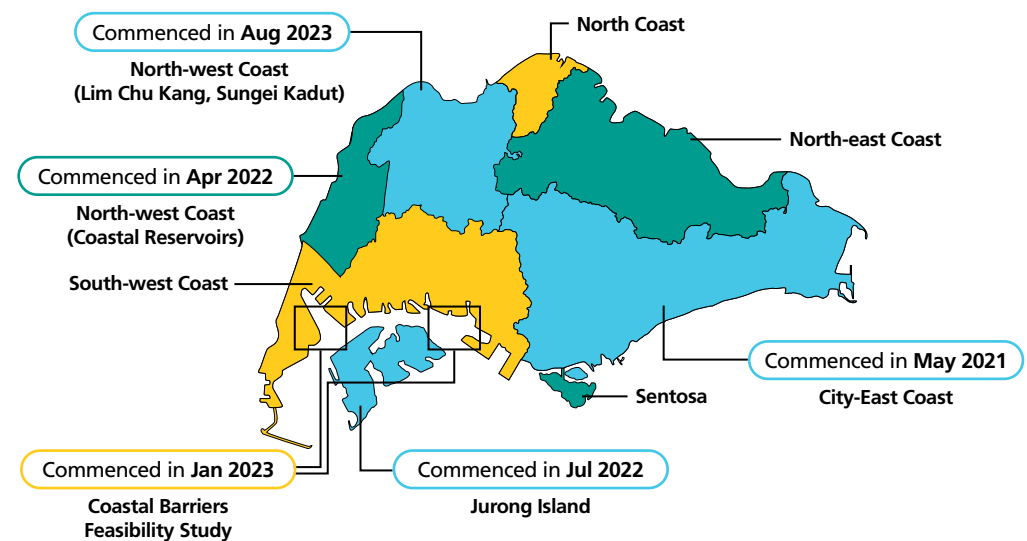 Commenced in Aug 2023
North-west Coast
(Lim Chu Kang, Sungei Kadut)
North Coast
North-east Coast
Commenced in Apr 2022
North-west Coast
(Coastal Reservoirs)
South-west Coast
Commenced in May 2021
City-East Coast
Sentosa
Commenced in Jan 2023
Coastal Barriers
Feasibility Study
Commenced in Jul 2022
Jurong Island